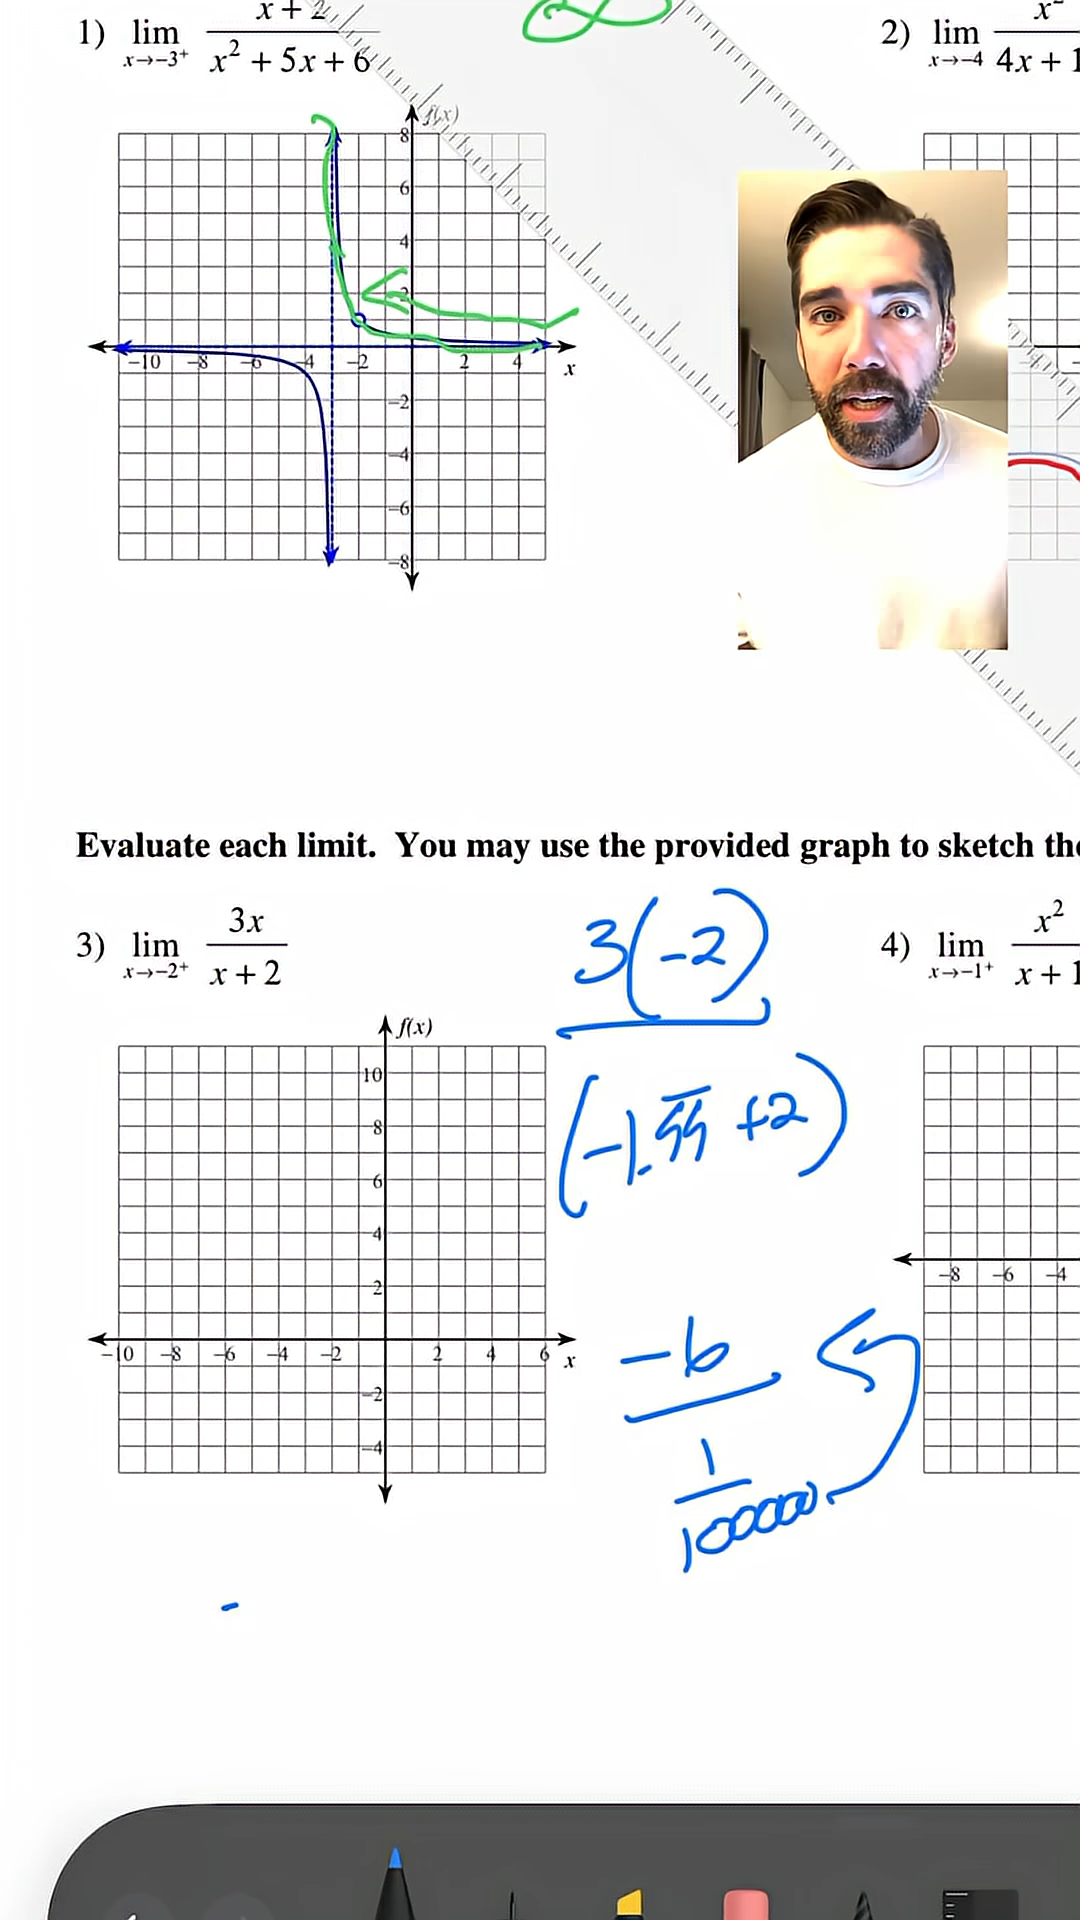 1) lim x→−3⁺ x + 2 / x² + 5x + 6
2) lim x→−4 x² / 4x + 1
f(x)
8
6
4
2
−10 −8 −6 −4 −2 2 4 x
−2
−4
−6
−8
Evaluate each limit. You may use the provided graph to sketch the
3) lim x→−2⁺ 3x / x + 2
3(-2)
(-1.99 +2)
4) lim x→−1⁺ x² / x + 1
f(x)
10
8
6
4
2
−10 −8 −6 −4 −2 2 4 6 x
−2
−4
-6
1
100000
−8 −6 −4
-